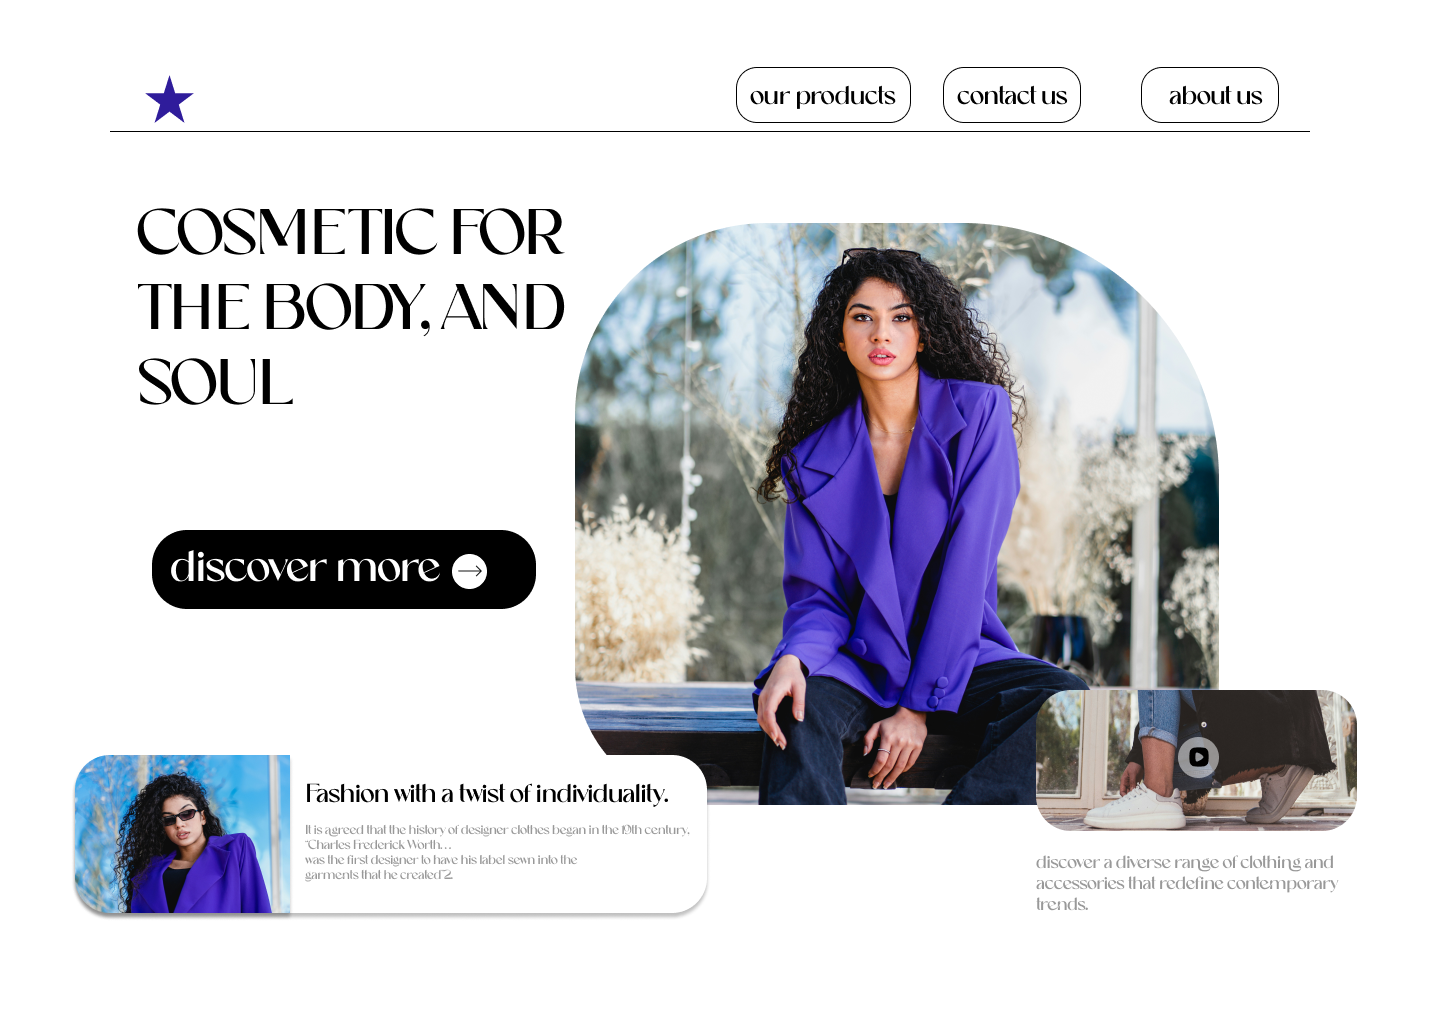 our products
contact us
about us
COSMETIC FOR
THE BODY, AND
SOUL
discover more
Fashion with a twist of individuality.
It is agreed that the history of designer clothes began in the 19th century,
“Charles Frederick Worth…
was the first designer to have his label sewn into the
garments that he created”2.
discover a diverse range of clothing and
accessories that redefine contemporary
trends.